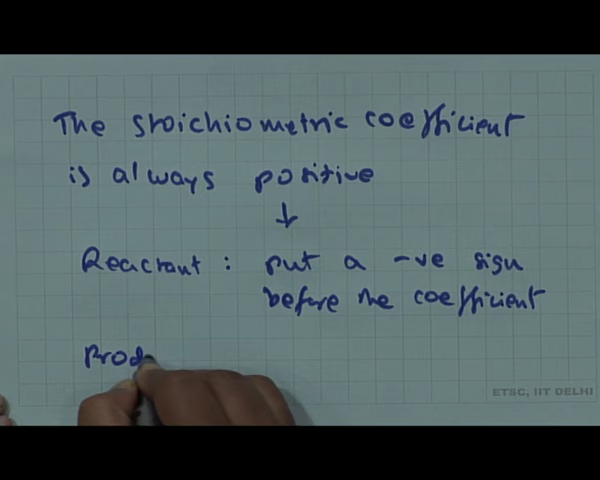 The stoichiometric coefficient
is always positive
↓
Reactant : put a -ve sign
before the coefficient
Prod
ETSC, IIT DELHI